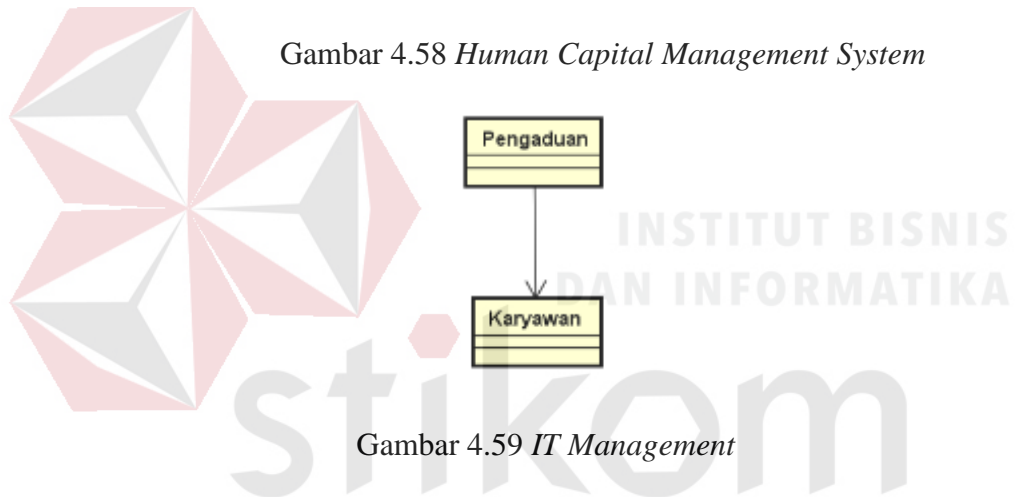 Gambar 4.58 Human Capital Management System
Pengaduan
INSTITUT BISNIS
DAN INFORMATIKA
Karyawan
stikom
Gambar 4.59 IT Management